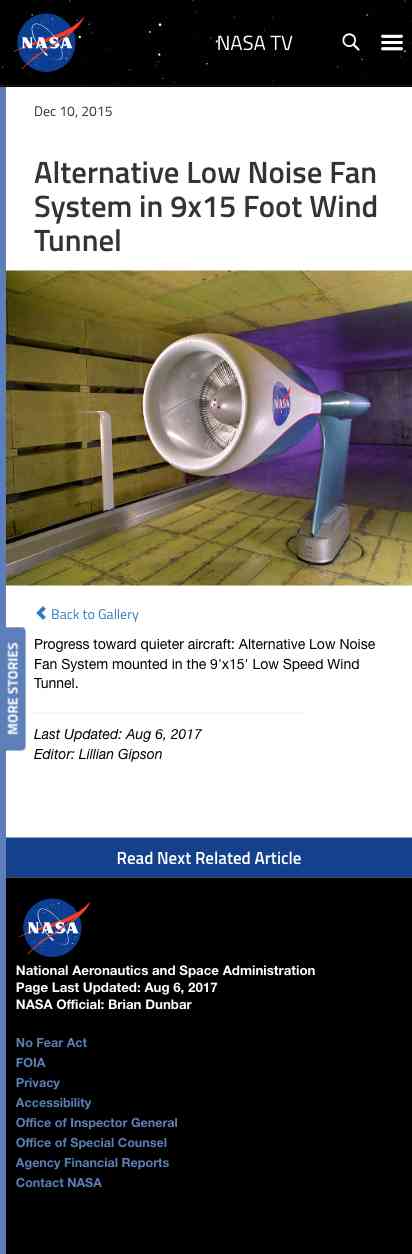 NASA
NASA TV
Dec 10, 2015
Alternative Low Noise Fan
System in 9x15 Foot Wind
Tunnel
NASA
Back to Gallery
Progress toward quieter aircraft: Alternative Low Noise
Fan System mounted in the 9'x15' Low Speed Wind
Tunnel.
MORE STORIES
Last Updated: Aug 6, 2017
Editor: Lillian Gipson
Read Next Related Article
NASA
National Aeronautics and Space Administration
Page Last Updated: Aug 6, 2017
NASA Official: Brian Dunbar
No Fear Act
FOIA
Privacy
Accessibility
Office of Inspector General
Office of Special Counsel
Agency Financial Reports
Contact NASA